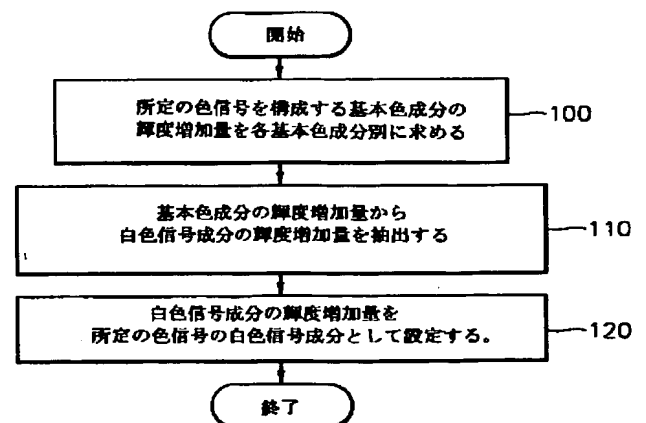 開始
所定の色信号を構成する基本色成分の
輝度増加量を各基本色成分別に求める
100
基本色成分の輝度増加量から
白色信号成分の輝度増加量を抽出する
110
白色信号成分の輝度増加量を
所定の色信号の白色信号成分として設定する。
120
終了